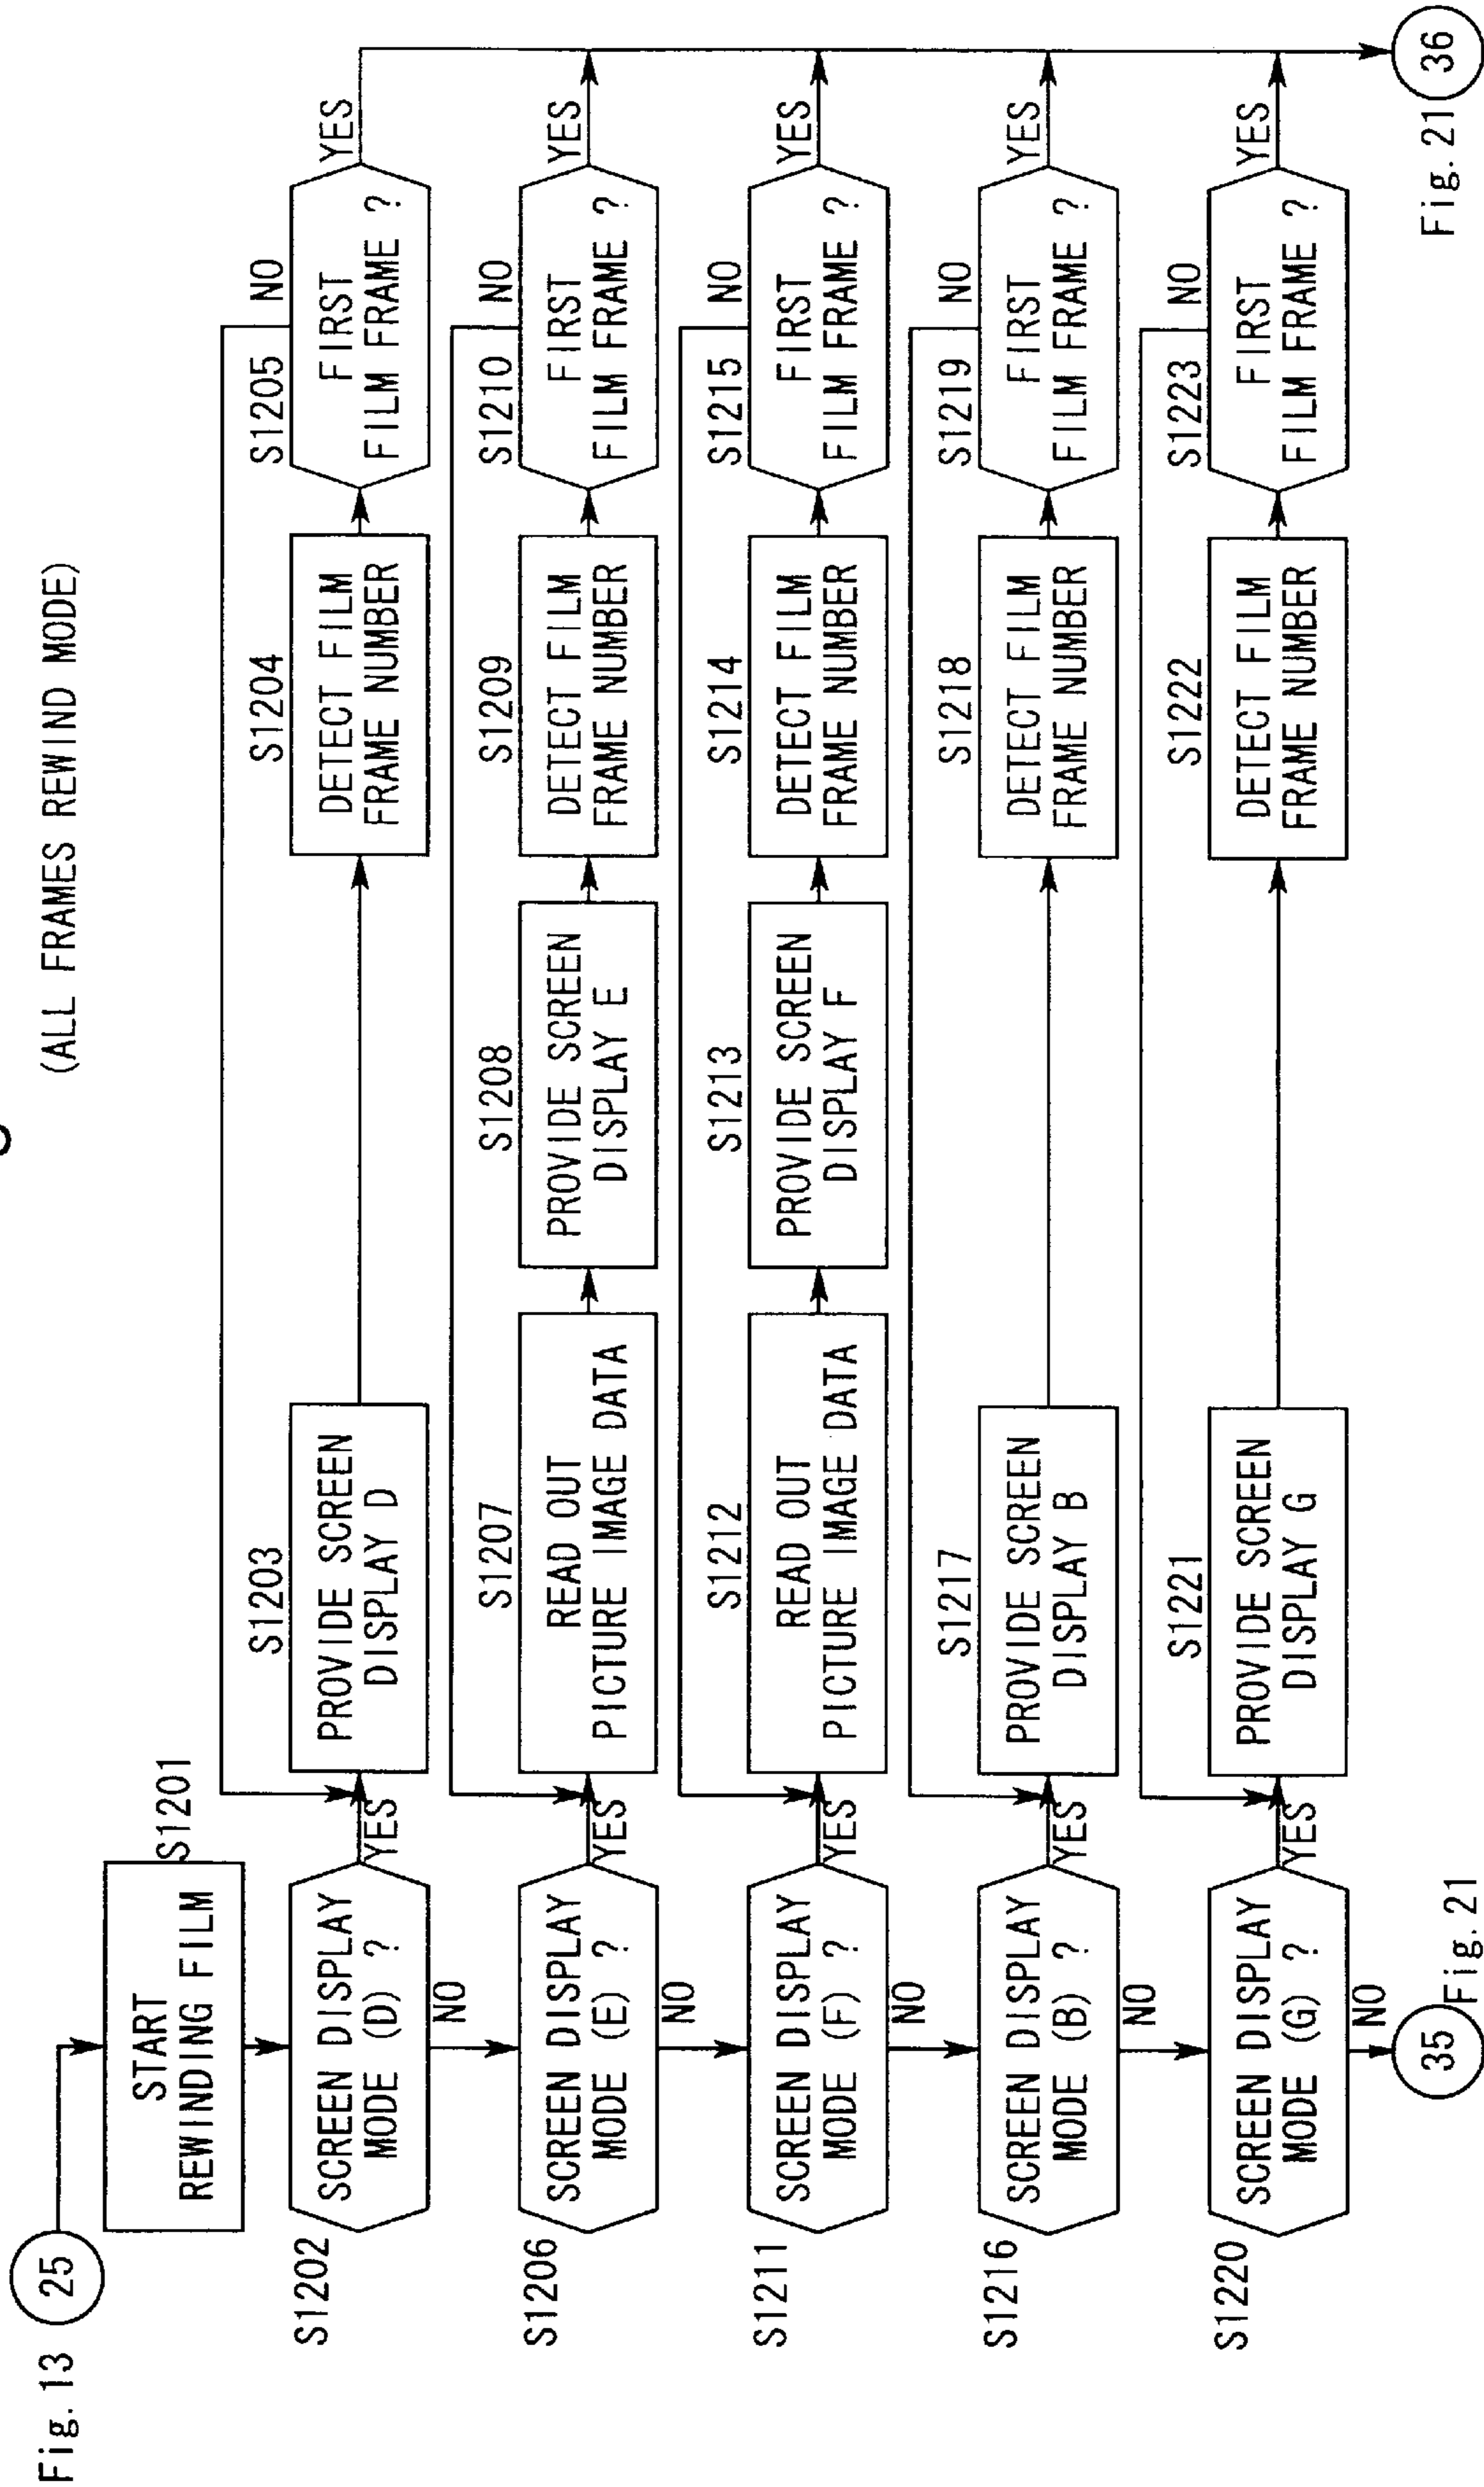 (ALL FRAMES REWIND MODE)
Fig. 13
25
START
REWINDING FILM
S1201
S1202
SCREEN DISPLAY
MODE (D) ?
YES
NO
S1203
PROVIDE SCREEN
DISPLAY D
S1204
DETECT FILM
FRAME NUMBER
S1205
NO
FIRST
FILM FRAME ?
YES
S1206
SCREEN DISPLAY
MODE (E) ?
YES
NO
S1207
READ OUT
PICTURE IMAGE DATA
S1208
PROVIDE SCREEN
DISPLAY E
S1209
DETECT FILM
FRAME NUMBER
S1210
NO
FIRST
FILM FRAME ?
YES
S1211
SCREEN DISPLAY
MODE (F) ?
YES
NO
S1212
READ OUT
PICTURE IMAGE DATA
S1213
PROVIDE SCREEN
DISPLAY F
S1214
DETECT FILM
FRAME NUMBER
S1215
NO
FIRST
FILM FRAME ?
YES
S1216
SCREEN DISPLAY
MODE (B) ?
YES
NO
S1217
PROVIDE SCREEN
DISPLAY B
S1218
DETECT FILM
FRAME NUMBER
S1219
NO
FIRST
FILM FRAME ?
YES
S1220
SCREEN DISPLAY
MODE (G) ?
YES
NO
S1221
PROVIDE SCREEN
DISPLAY G
S1222
DETECT FILM
FRAME NUMBER
S1223
NO
FIRST
FILM FRAME ?
YES
35
Fig. 21
Fig. 21
36